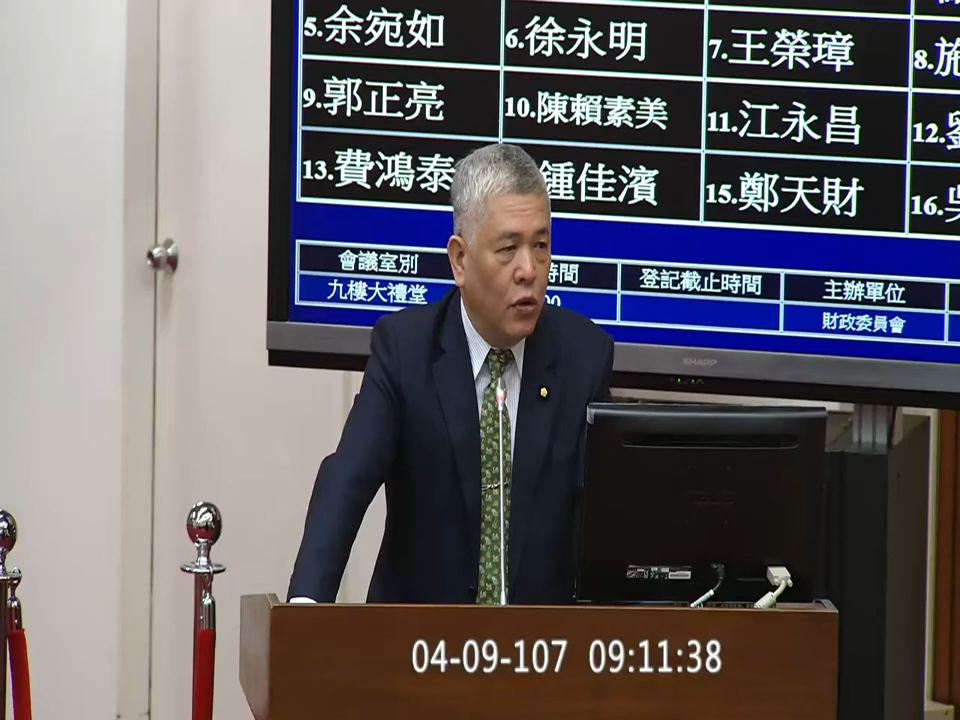 5.余宛如 6.徐永明 7.王榮璋 8.施
9.郭正亮 10.陳賴素美 11.江永昌 12.
13.費鴻泰 鍾佳濱 15.鄭天財 16.
會議室別 時間 登記截止時間 主辦單位
九樓大禮堂 00 財政委員會
SHARP
04-09-107 09:11:38